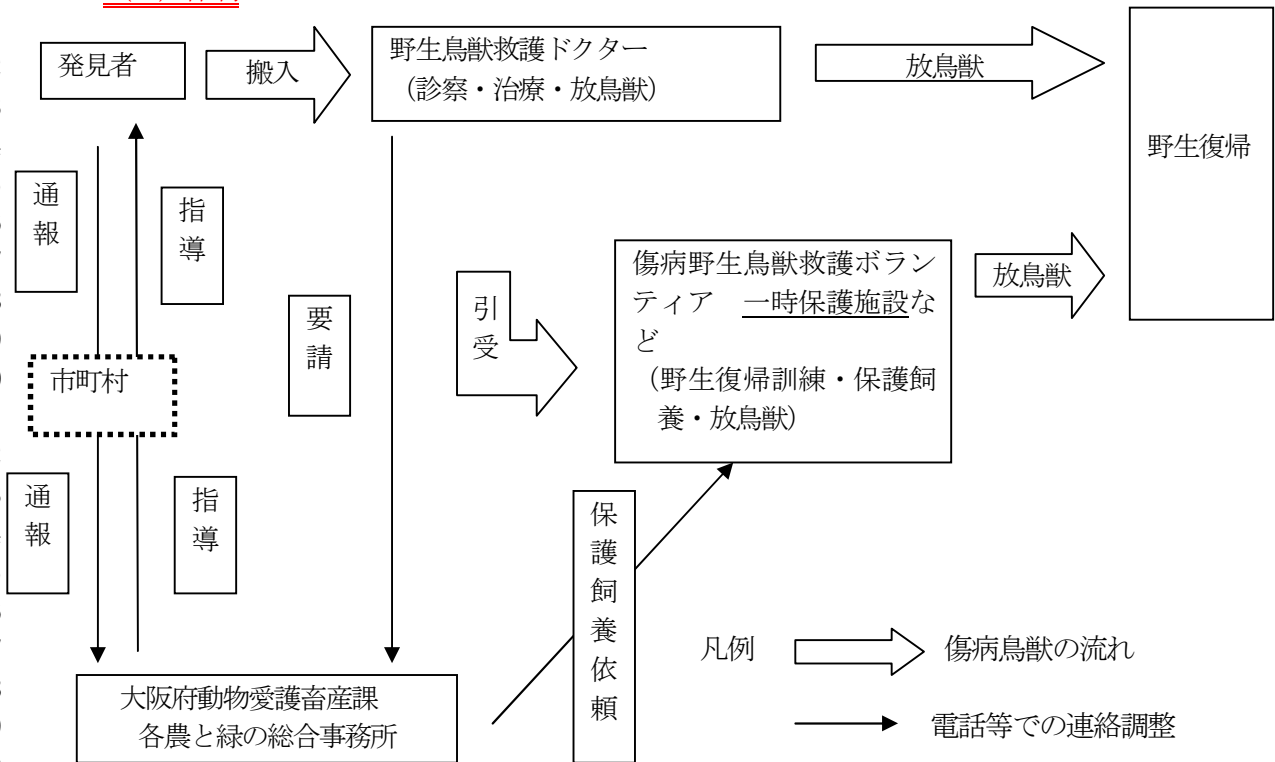 発見者
搬入
野生鳥獣救護ドクター
（診察・治療・放鳥獣）
放鳥獣
野生復帰
通報
指導
要請
引受
傷病野生鳥獣救護ボラン
ティア　一時保護施設な
ど
（野生復帰訓練・保護飼
養・放鳥獣）
放鳥獣
市町村
通報
指導
保護飼養依頼
大阪府動物愛護畜産課
各農と緑の総合事務所
凡例
傷病鳥獣の流れ
電話等での連絡調整